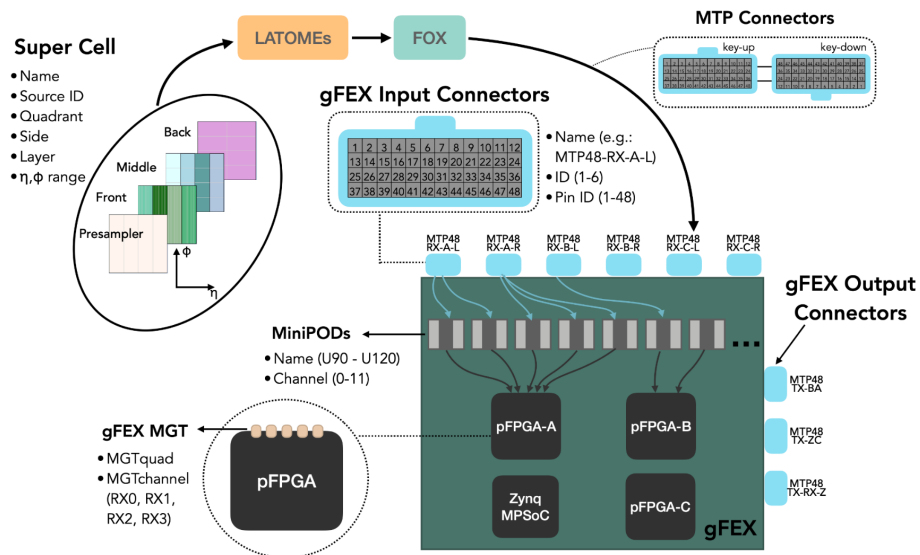 LATOMEs
FOX
MTP Connectors
key-up
key-down
Super Cell
• Name
• Source ID
• Quadrant
• Side
• Layer
• η,ϕ range
Back
Middle
Front
Presampler
ϕ
η
gFEX Input Connectors
1 2 3 4 5 6 7 8 9 10 11 12
13 14 15 16 17 18 19 20 21 22 23 24
25 26 27 28 29 30 31 32 33 34 35 36
37 38 39 40 41 42 43 44 45 46 47 48
• Name (e.g.:
MTP48-RX-A-L)
• ID (1-6)
• Pin ID (1-48)
MTP48
RX-A-L
MTP48
RX-A-R
MTP48
RX-B-L
MTP48
RX-B-R
MTP48
RX-C-L
MTP48
RX-C-R
gFEX Output
Connectors
MiniPODs
• Name (U90 - U120)
• Channel (0-11)
...
MTP48
TX-BA
MTP48
TX-ZC
MTP48
TX-RX-Z
gFEX MGT
• MGTquad
• MGTchannel
(RX0, RX1,
RX2, RX3)
pFPGA
pFPGA-A
pFPGA-B
Zynq
MPSoC
pFPGA-C
gFEX